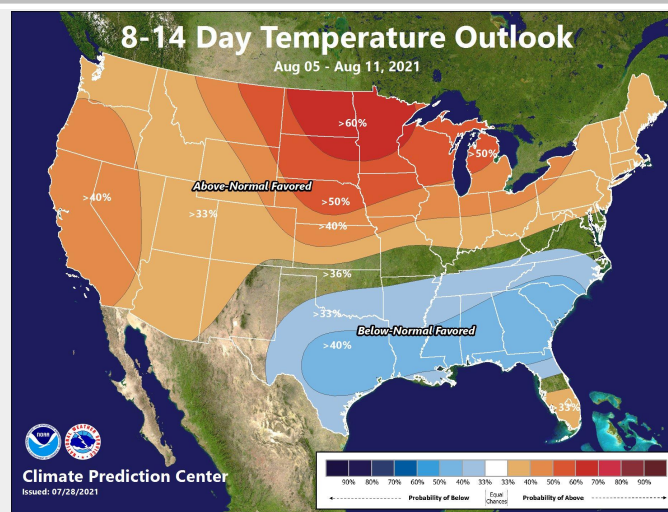 8-14 Day Temperature Outlook
Aug 05 - Aug 11, 2021
>60%
>50%
Above-Normal Favored
>40%
>50%
>33%
>40%
>36%
>33%
Below-Normal Favored
>40%
>33%
NOAA
Climate Prediction Center
Issued: 07/28/2021
90% 80% 70% 60% 50% 40% 33% 33% 40% 50% 60% 70% 80% 90%
Probability of Below
Equal
Chances
Probability of Above